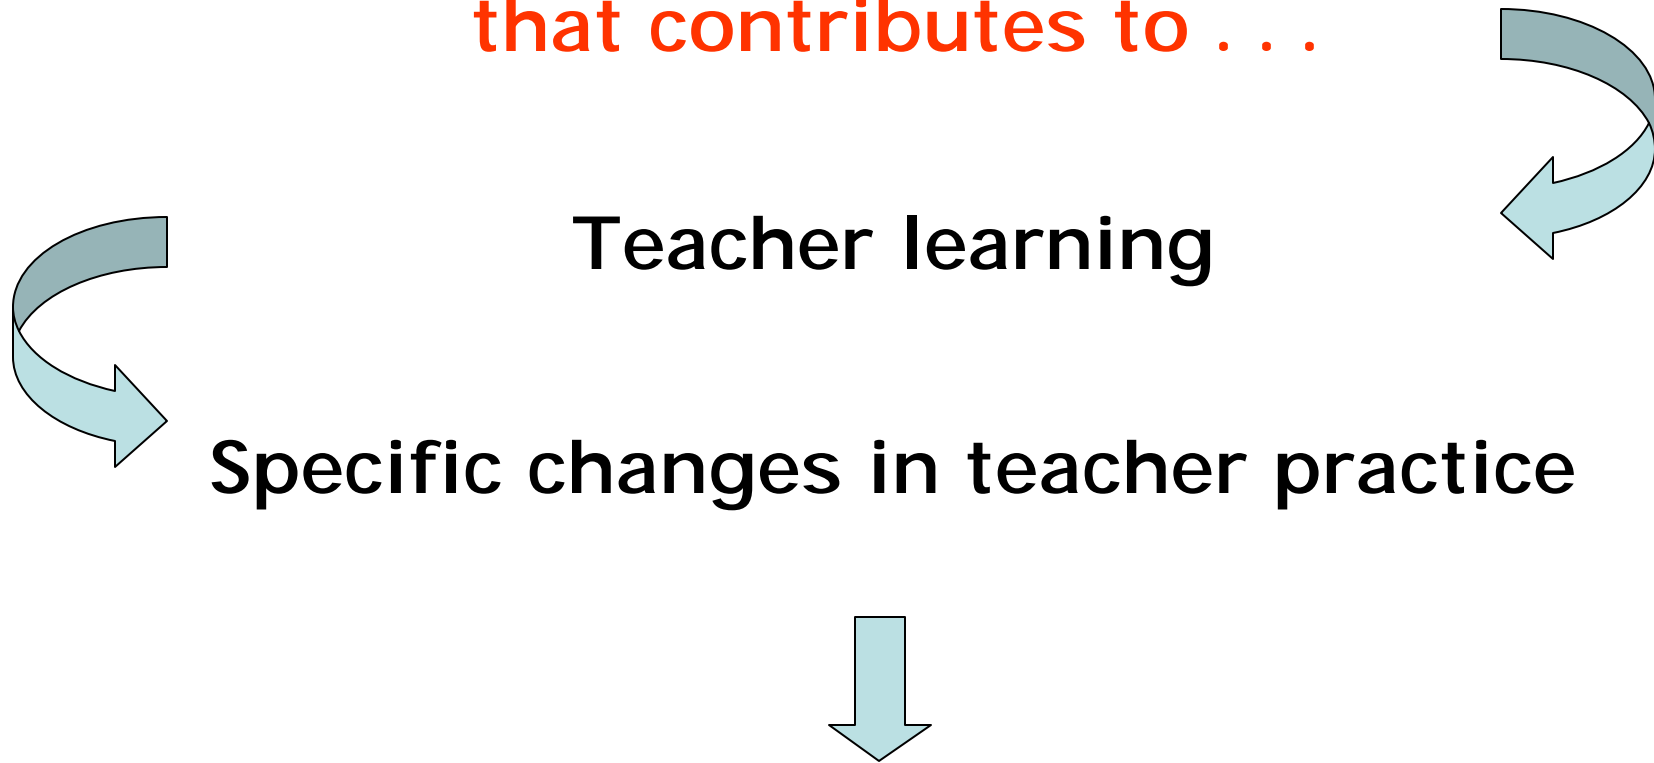 that contributes to . . .
Teacher learning
Specific changes in teacher practice